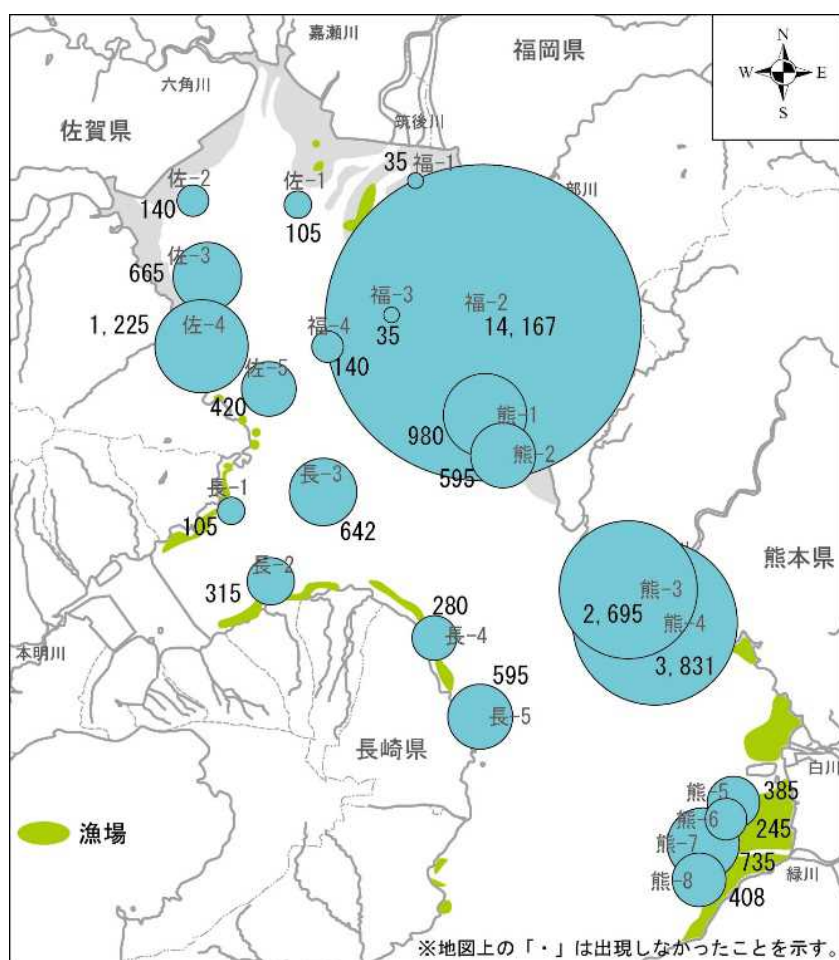 嘉瀬川
福岡県
N
W E
S
六角川
佐賀県
筑後川
35 福-1
佐-2
佐-1
部川
140
105
佐-3
665
福-3
福-2
1,225
佐-4
福-4
35
14,167
140
佐-5
420
熊-1
980
熊-2
595
長-3
長-1
105
642
熊本県
長-2
熊-3
315
280
2,695
熊-4
長-4
本明川
595
3,831
長-5
長崎県
白川
熊-5
385
熊-6
245
漁場
熊-7
735
緑川
熊-8
408
※地図上の「・」は出現しなかったことを示す。